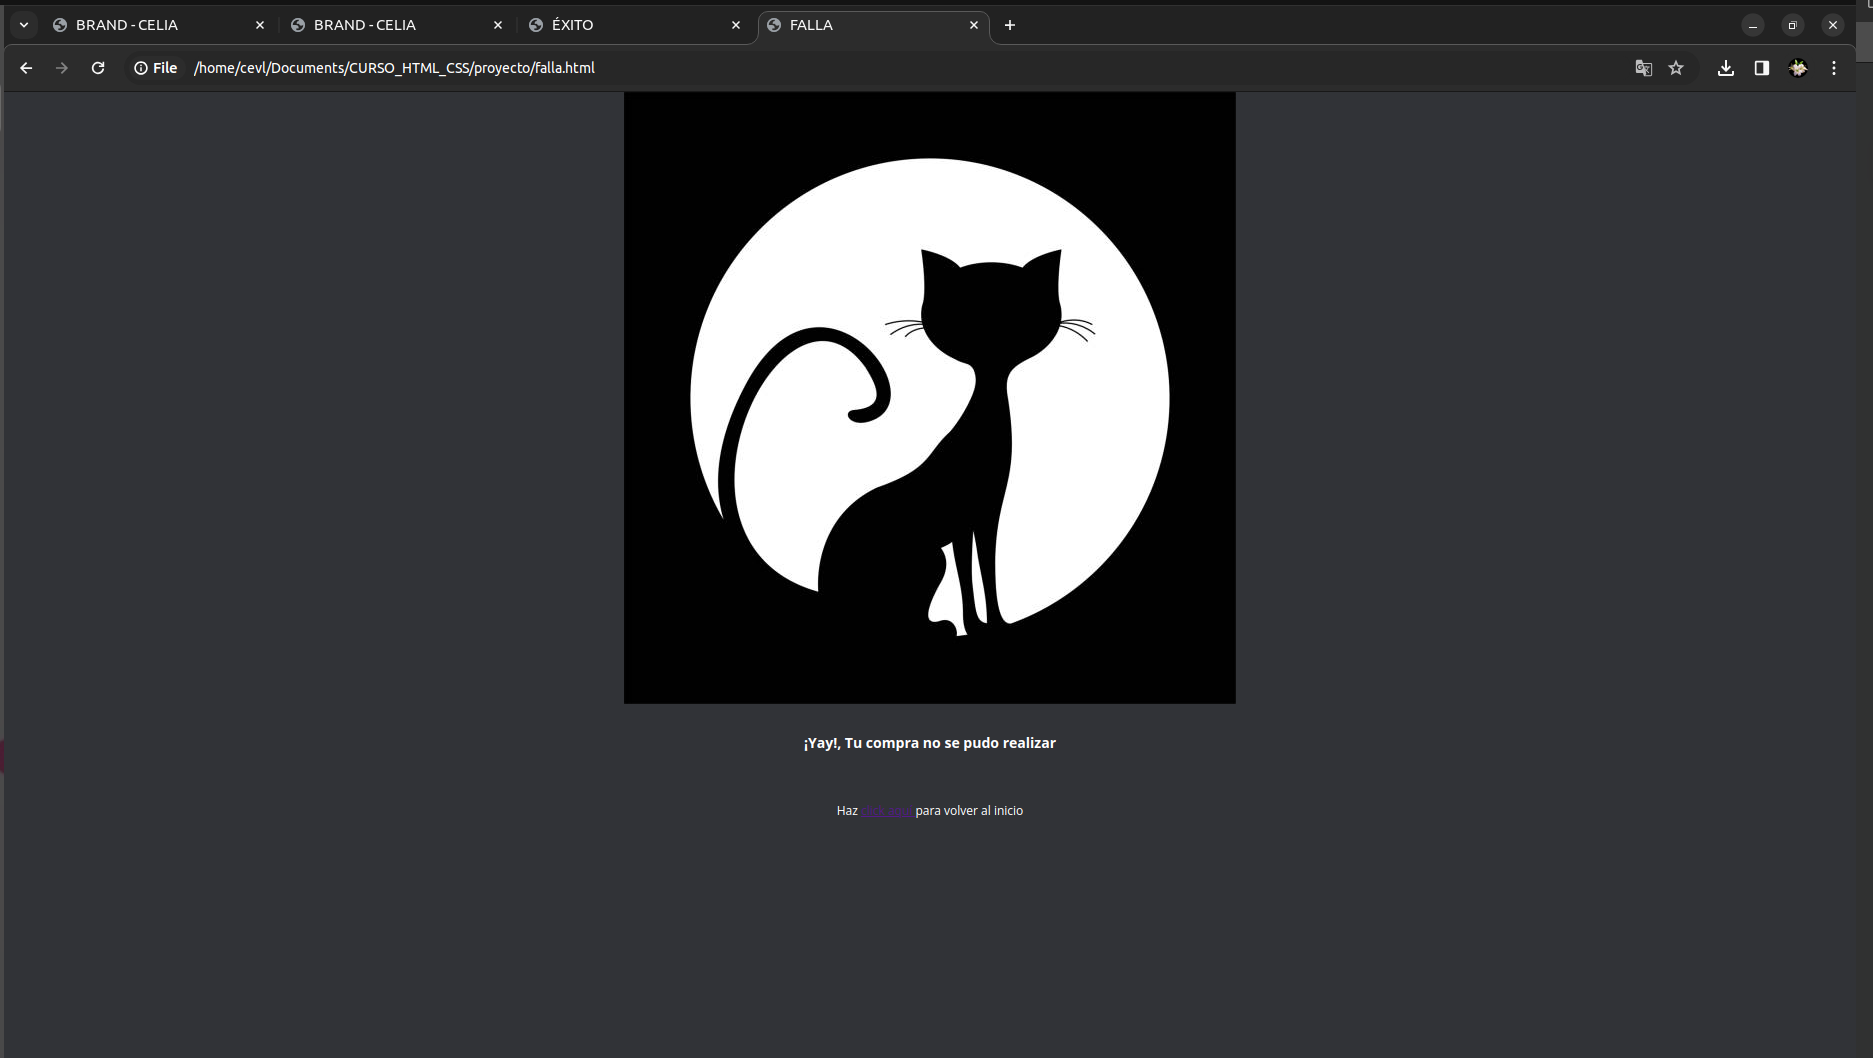 BRAND - CELIA
BRAND - CELIA
ÉXITO
FALLA
File
/home/cevl/Documents/CURSO_HTML_CSS/proyecto/falla.html
¡Yay!, Tu compra no se pudo realizar
Haz para volver al inicio